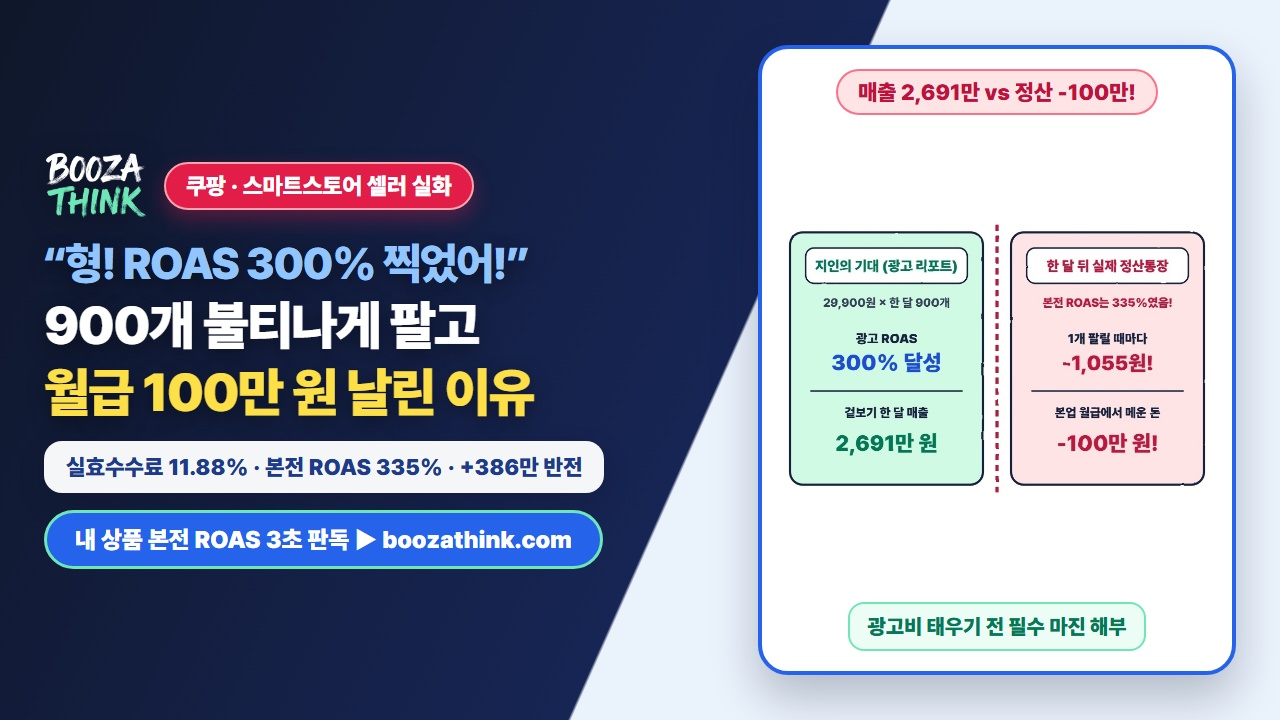 BOOZA
THINK
쿠팡 · 스마트스토어 셀러 실화
“형! ROAS 300% 찍었어!”
900개 불티나게 팔고
월급 100만 원 날린 이유
실효수수료 11.88% · 본전 ROAS 335% · +386만 반전
내 상품 본전 ROAS 3초 판독 ▶ boozathink.com
매출 2,691만 vs 정산 -100만!
지인의 기대 (광고 리포트)
29,900원 × 한 달 900개
광고 ROAS
300% 달성
겉보기 한 달 매출
2,691만 원
한 달 뒤 실제 정산통장
본전 ROAS는 335%였음!
1개 팔릴 때마다
-1,055원!
본업 월급에서 메운 돈
-100만 원!
광고비 태우기 전 필수 마진 해부